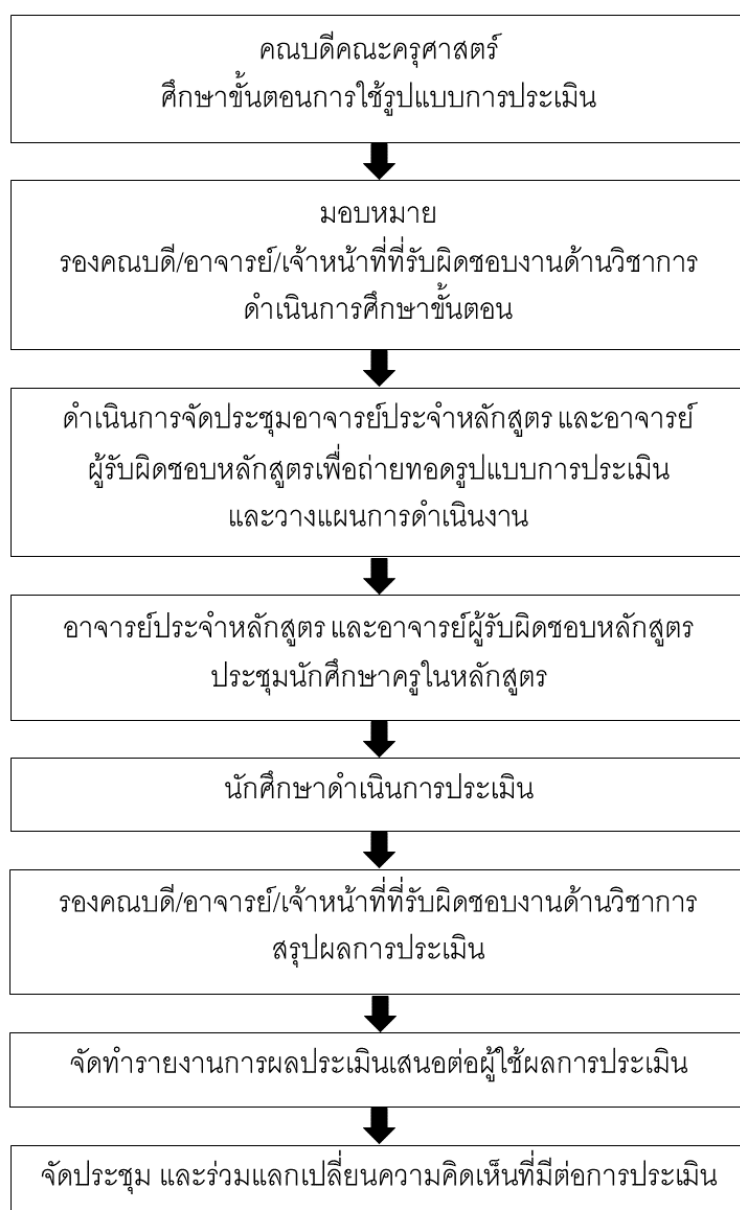 คณบดีคณะครุศาสตร์
ศึกษาขั้นตอนการใช้รูปแบบการประเมิน
มอบหมาย
รองคณบดี/อาจารย์/เจ้าหน้าที่ที่รับผิดชอบงานด้านวิชาการ
ดำเนินการศึกษาขั้นตอน
ดำเนินการจัดประชุมอาจารย์ประจำหลักสูตร และอาจารย์
ผู้รับผิดชอบหลักสูตรเพื่อถ่ายทอดรูปแบบการประเมิน
และวางแผนการดำเนินงาน
อาจารย์ประจำหลักสูตร และอาจารย์ผู้รับผิดชอบหลักสูตร
ประชุมนักศึกษาครูในหลักสูตร
นักศึกษาดำเนินการประเมิน
รองคณบดี/อาจารย์/เจ้าหน้าที่ที่รับผิดชอบงานด้านวิชาการ
สรุปผลการประเมิน
จัดทำรายงานการผลประเมินเสนอต่อผู้ใช้ผลการประเมิน
จัดประชุม และร่วมแลกเปลี่ยนความคิดเห็นที่มีต่อการประเมิน